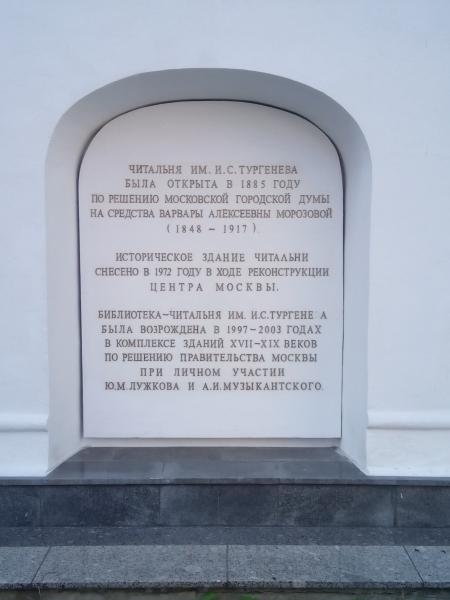 ЧИТАЛЬНЯ ИМ. И.С.ТУРГЕНЕВА
БЫЛА ОТКРЫТА В 1885 ГОДУ
ПО РЕШЕНИЮ МОСКОВСКОЙ ГОРОДСКОЙ ДУМЫ
НА СРЕДСТВА ВАРВАРЫ АЛЕКСЕЕВНЫ МОРОЗОВОЙ
( 1848 – 1917 ).
ИСТОРИЧЕСКОЕ ЗДАНИЕ ЧИТАЛЬНИ
СНЕСЕНО В 1972 ГОДУ В ХОДЕ РЕКОНСТРУКЦИИ
ЦЕНТРА МОСКВЫ.
БИБЛИОТЕКА–ЧИТАЛЬНЯ ИМ. И.С.ТУРГЕНЕ А
БЫЛА ВОЗРОЖДЕНА В 1997–2003 ГОДАХ
В КОМПЛЕКСЕ ЗДАНИЙ XVII–XIX ВЕКОВ
ПО РЕШЕНИЮ ПРАВИТЕЛЬСТВА МОСКВЫ
ПРИ ЛИЧНОМ УЧАСТИИ
Ю.М.ЛУЖКОВА И А.И.МУЗЫКАНТСКОГО.